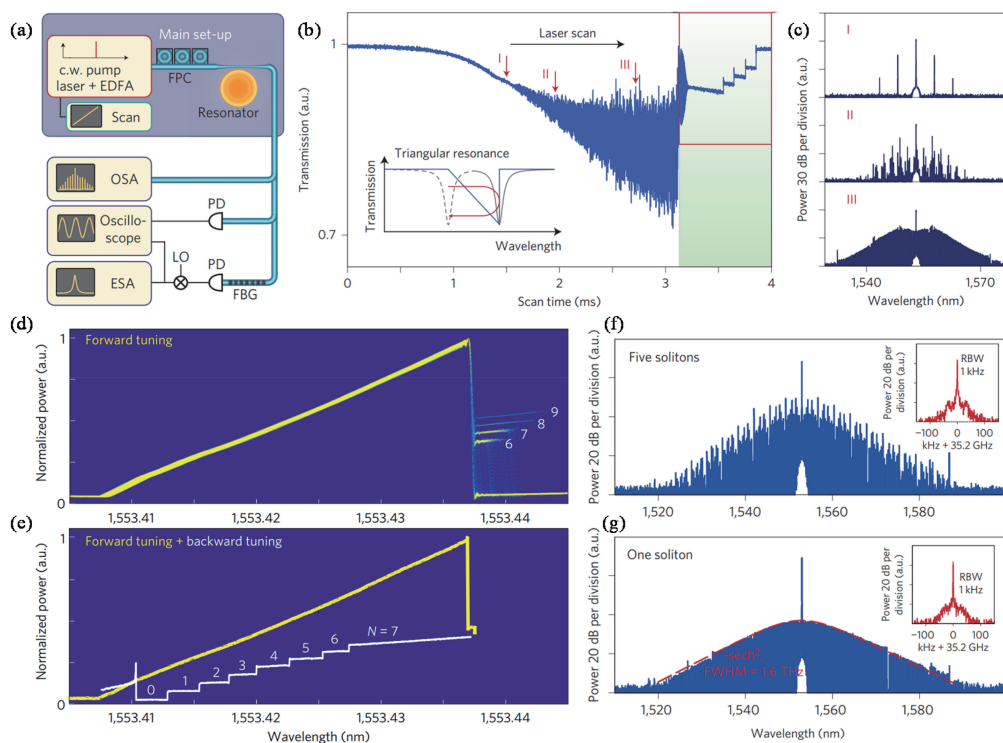 (a)
Main set-up
c.w. pump
laser + EDFA
FPC
Resonator
Scan
OSA
PD
Oscillo-
scope
LO
PD
ESA
FBG
(b)
Laser scan
I
II
III
Transmission
1
0.7
Triangular resonance
Transmission
Wavelength
0
1
2
3
4
Scan time (ms)
(c)
Power 30 dB per division (a.u.)
I
II
III
1,540
1,570
Wavelength (nm)
(d)
Forward tuning
Normalized power (a.u.)
1
0
9
8
7
6
1,553.41
1,553.42
1,553.43
1,553.44
(e)
Forward tuning + backward tuning
Normalized power (a.u.)
1
0
0
1
2
3
4
5
6
N = 7
1,553.41
1,553.42
1,553.43
1,553.44
Wavelength (nm)
(f)
Five solitons
Power 20 dB per division (a.u.)
Power 20 dB per
division (a.u.)
RBW
1 kHz
−100
0
100
kHz + 35.2 GHz
1,520
1,540
1,560
1,580
(g)
One soliton
Power 20 dB per division (a.u.)
Power 20 dB per
division (a.u.)
RBW
1 kHz
−100
0
100
kHz + 35.2 GHz
~sech²,
FWHM = 1.6 THz
1,520
1,540
1,560
1,580
Wavelength (nm)